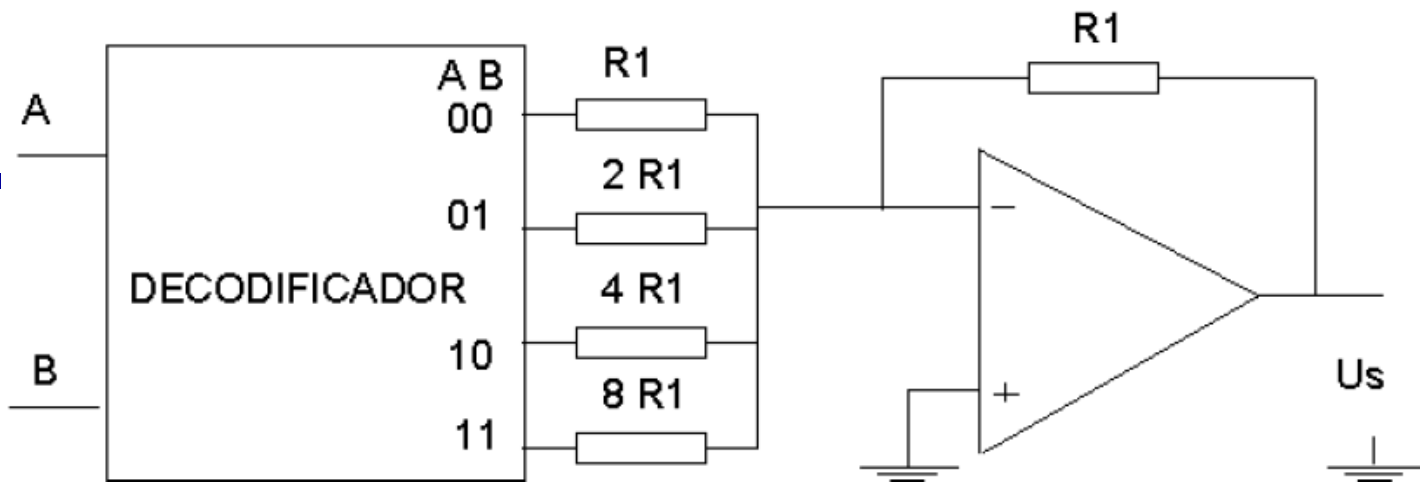 R1
R1
A B
A
00
2 R1
01
DECODIFICADOR
4 R1
10
B
8 R1
Us
11
−
+